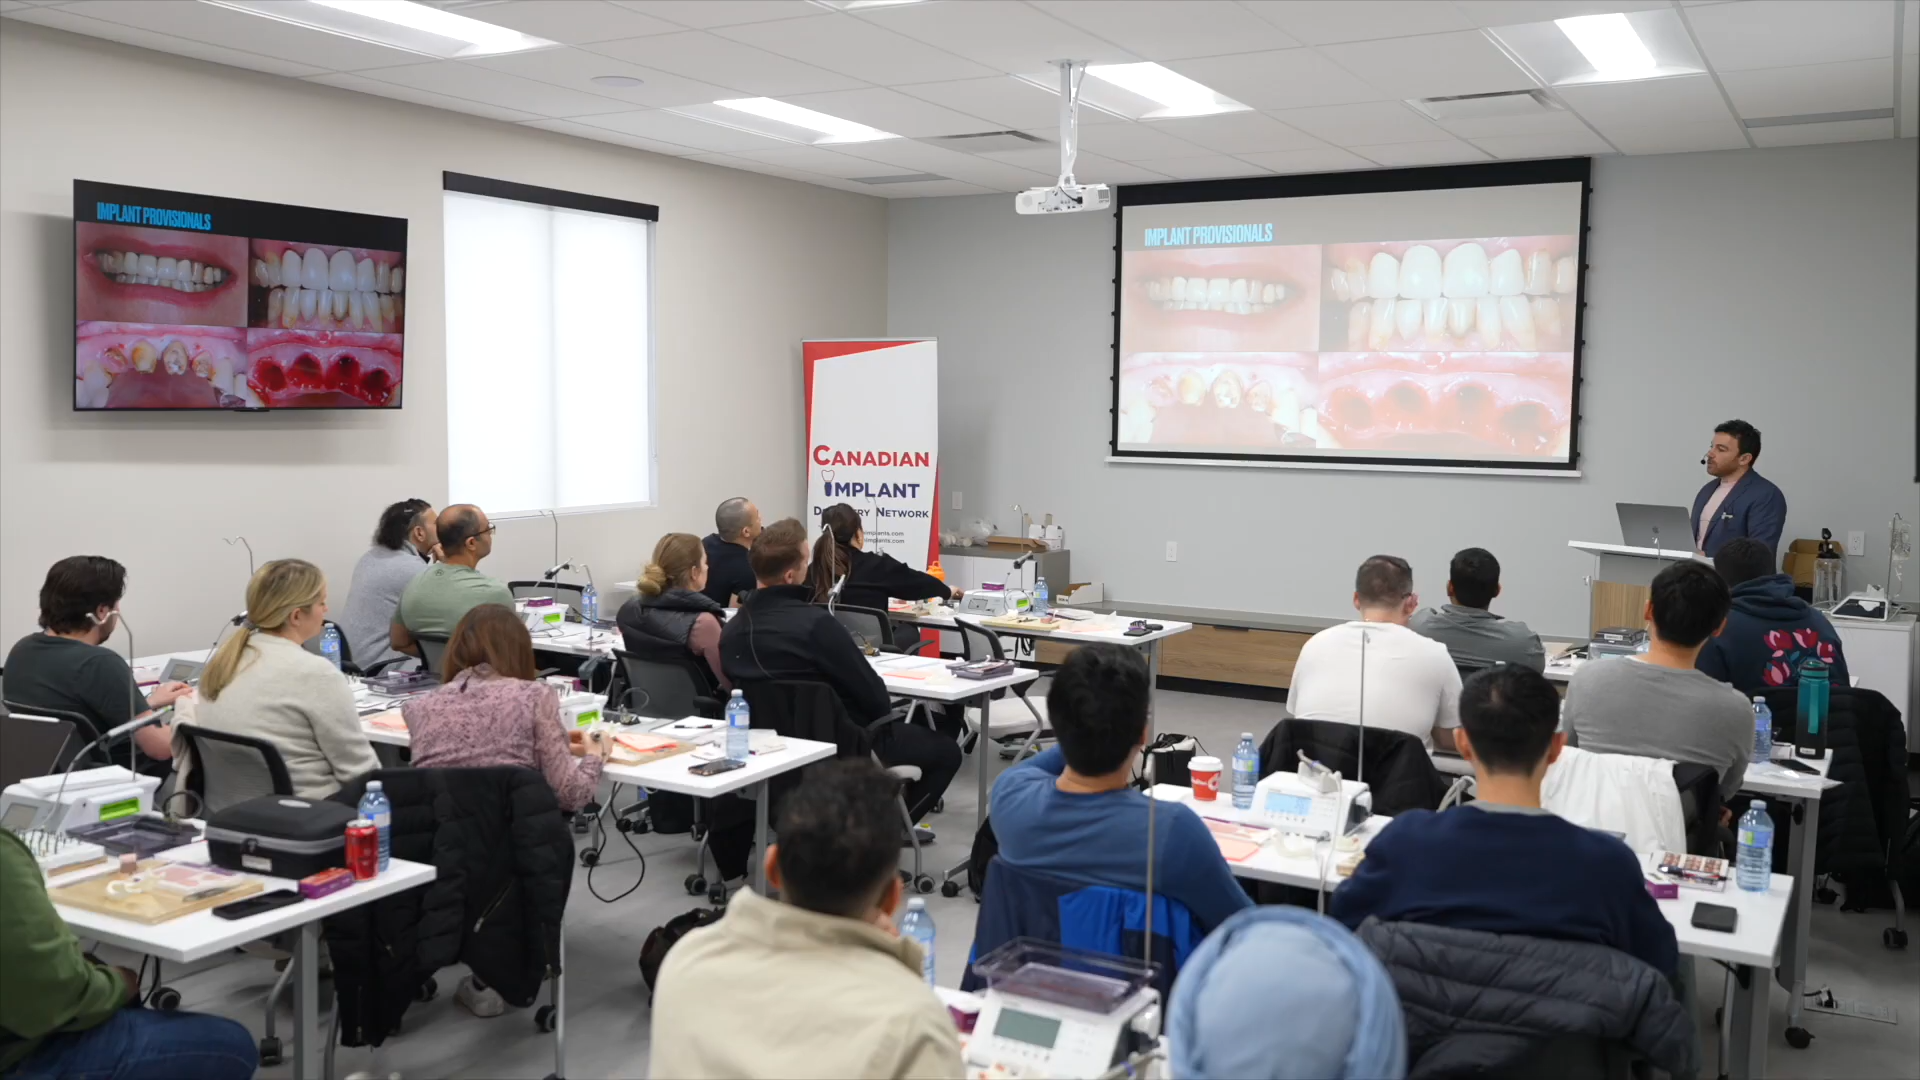 IMPLANT PROVISIONALS
IMPLANT PROVISIONALS
CANADIAN
IMPLANT
NETWORK